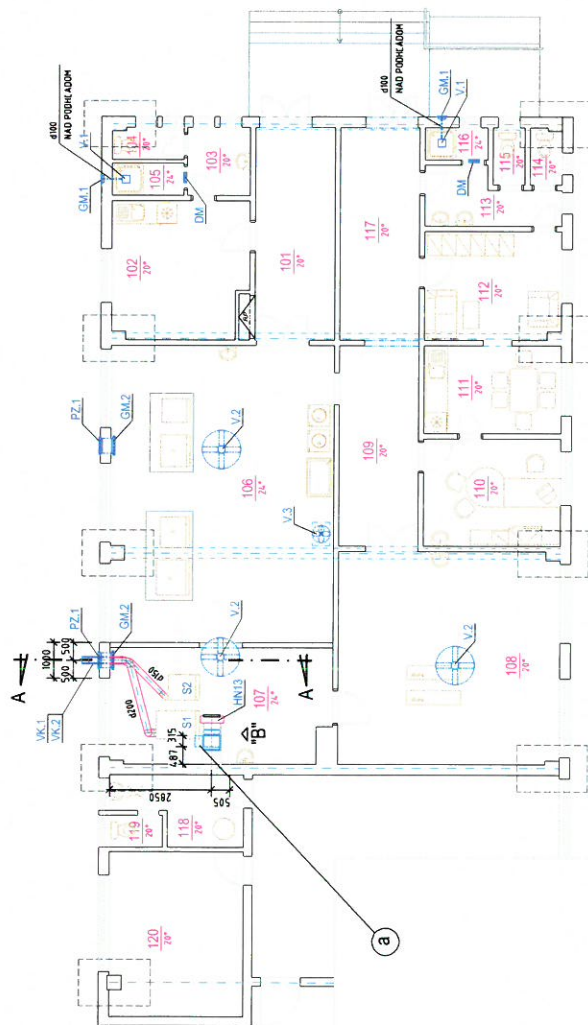 d100
NAD PODHĽADOM
V.1
GM.1
104
20°
105
24°
103
20°
DM
102
20°
101
20°
117
20°
d100
NAD PODHĽADOM
GM.1
V.1
116
24°
115
20°
114
20°
DM
113
20°
112
20°
111
20°
110
20°
109
20°
PZ.1
GM.2
V.2
106
24°
V.3
A
1000
500
500
PZ.1
GM.2
VK.1
VK.2
d150
d200
V.2
S2
S1
107
24°
A
HN13
"B"
315
487
2850
505
V.2
108
20°
119
20°
118
20°
120
20°
a